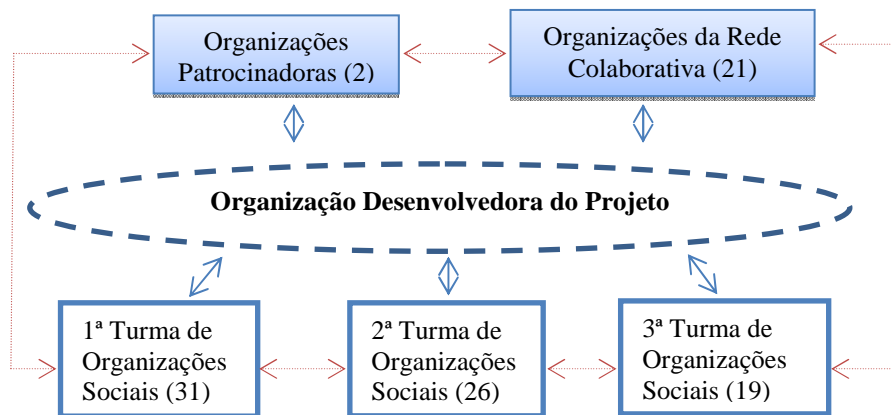 Organizações
Patrocinadoras (2)
Organizações da Rede
Colaborativa (21)
Organização Desenvolvedora do Projeto
1ª Turma de
Organizações
Sociais (31)
2ª Turma de
Organizações
Sociais (26)
3ª Turma de
Organizações
Sociais (19)